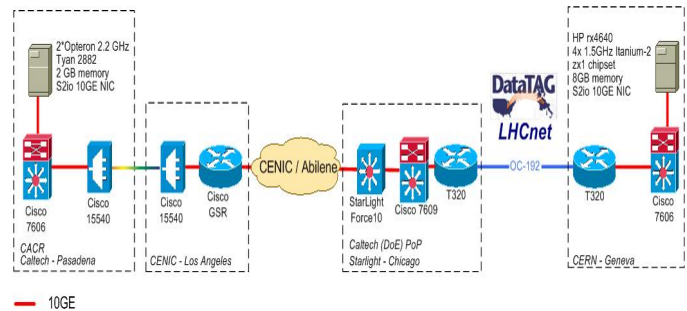 2*Opteron 2.2 GHz
Tyan 2882
2 GB memory
S2io 10GE NIC
Cisco
7606
Cisco
15540
CACR
Caltech - Pasadena
Cisco
15540
Cisco
GSR
CENIC - Los Angeles
CENIC / Abilene
StarLight
Force10
Cisco 7609
T320
Caltech (DoE) PoP
Starlight - Chicago
DataTAG
LHCnet
OC-192
HP rx4640
4x 1.5GHz Itanium-2
zx1 chipset
8GB memory
S2io 10GE NIC
T320
Cisco
7606
CERN - Geneva
10GE